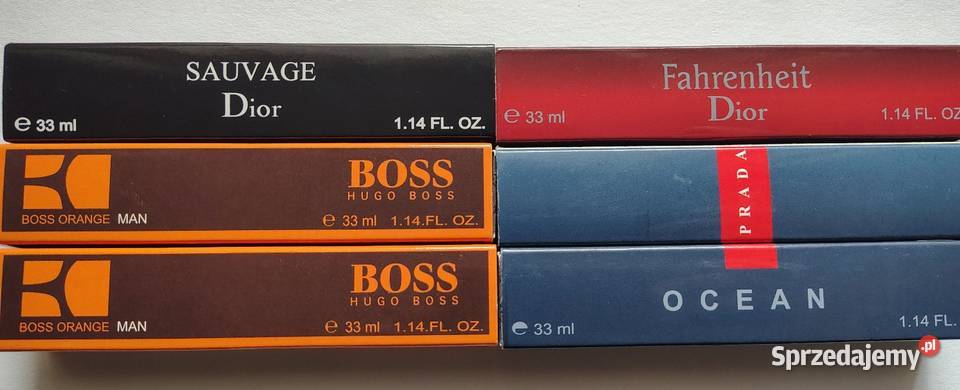 SAUVAGE
Dior
℮ 33 ml
1.14 FL. OZ.
Fahrenheit
Dior
℮ 33 ml
1.14 FL. OZ
BOSS
HUGO BOSS
BOSS ORANGE MAN
℮ 33 ml 1.14.FL. OZ.
PRADA
BOSS
HUGO BOSS
BOSS ORANGE MAN
℮ 33 ml 1.14.FL. OZ.
OCEAN
℮ 33 ml
1.14 FL.
Sprzedajemy.pl